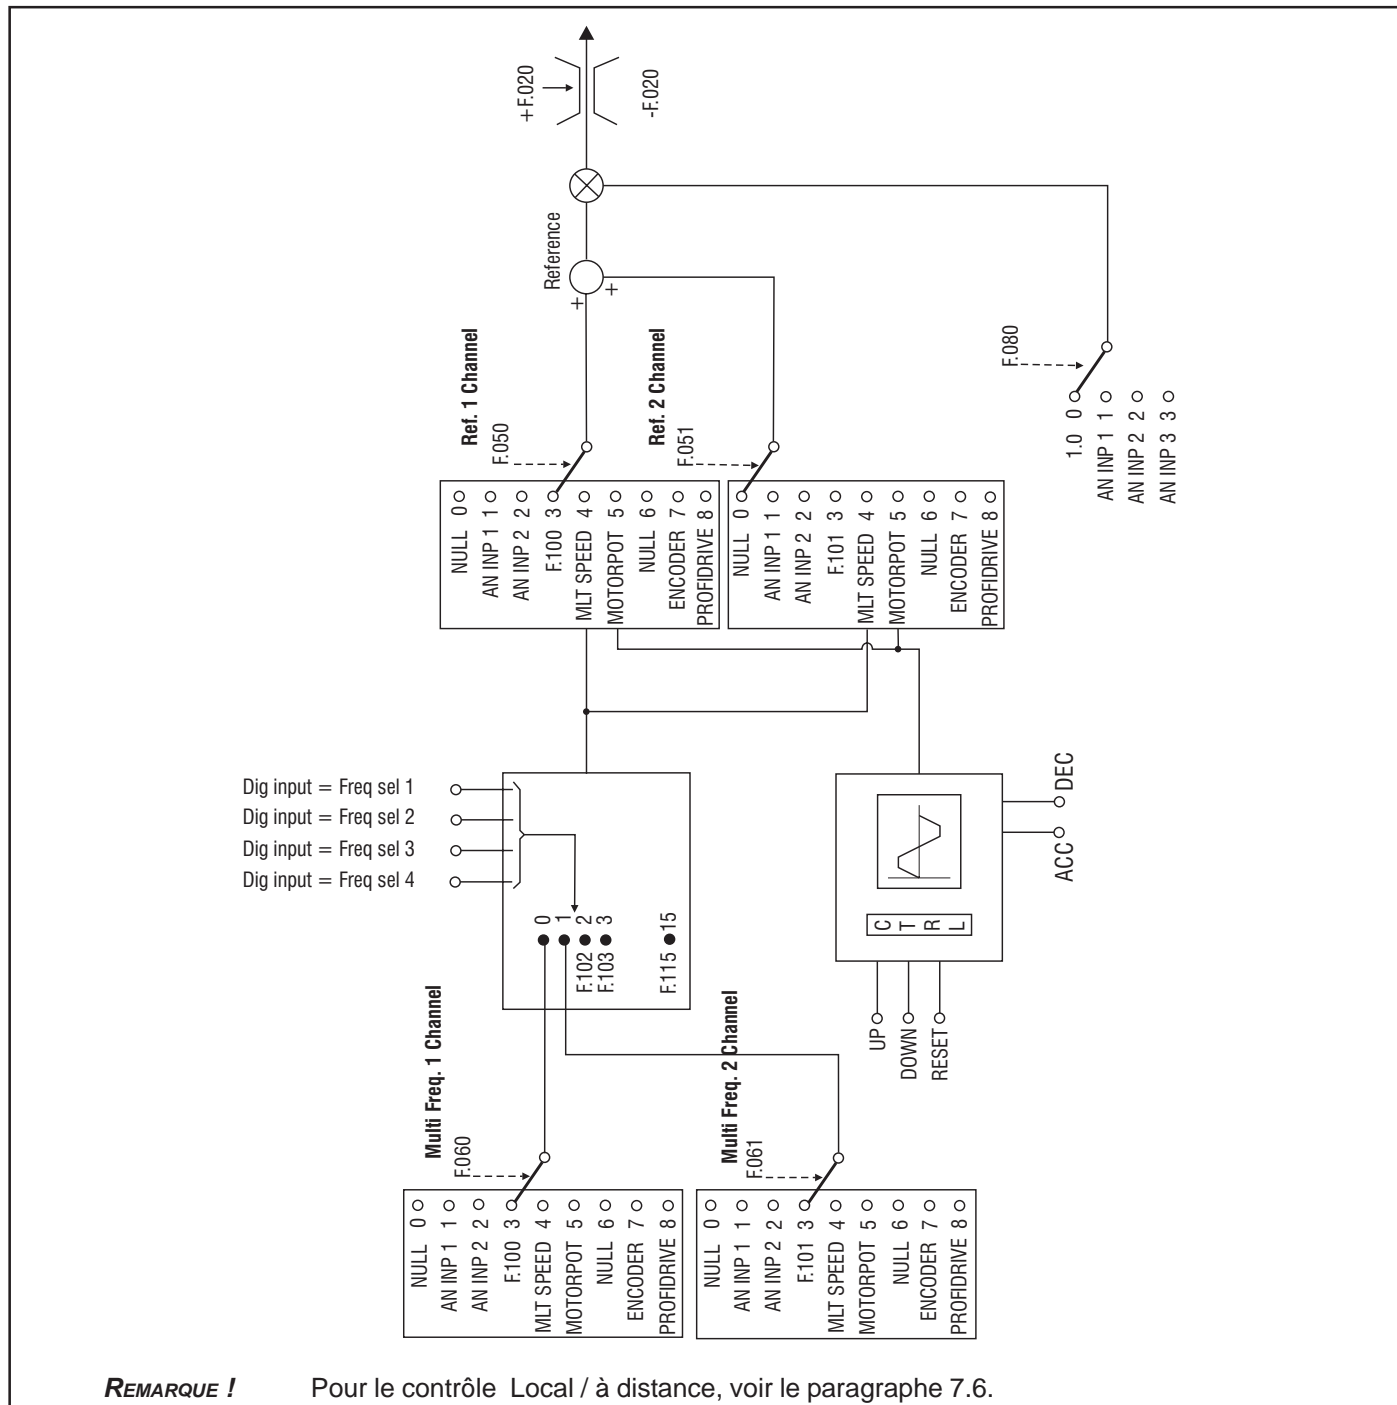 +F.020
-F.020
Reference
+
+
Ref. 1 Channel
F.050
Ref. 2 Channel
F.051
F.080
1.0 0
AN INP 1 1
AN INP 2 2
AN INP 3 3
NULL 0
AN INP 1 1
AN INP 2 2
F.100 3
MLT SPEED 4
MOTORPOT 5
NULL 6
ENCODER 7
PROFIDRIVE 8
NULL 0
AN INP 1 1
AN INP 2 2
F.101 3
MLT SPEED 4
MOTORPOT 5
NULL 6
ENCODER 7
PROFIDRIVE 8
Dig input = Freq sel 1
Dig input = Freq sel 2
Dig input = Freq sel 3
Dig input = Freq sel 4
0
1
F.102 2
F.103 3
F.115 15
DEC
ACC
CTRL
UP
DOWN
RESET
Multi Freq. 1 Channel
F.060
Multi Freq. 2 Channel
F.061
NULL 0
AN INP 1 1
AN INP 2 2
F.100 3
MLT SPEED 4
MOTORPOT 5
NULL 6
ENCODER 7
PROFIDRIVE 8
NULL 0
AN INP 1 1
AN INP 2 2
F.101 3
MLT SPEED 4
MOTORPOT 5
NULL 6
ENCODER 7
PROFIDRIVE 8
REMARQUE ! Pour le contrôle Local / à distance, voir le paragraphe 7.6.